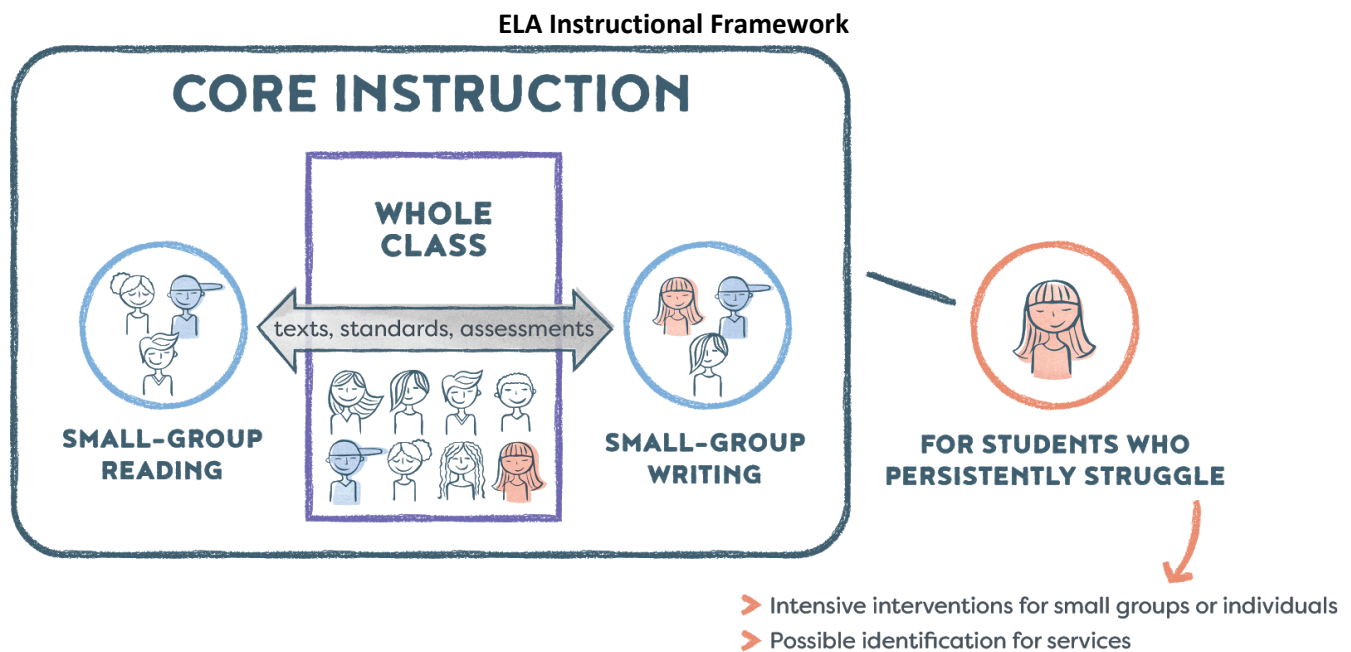 ELA Instructional Framework
CORE INSTRUCTION
WHOLE
CLASS
texts, standards, assessments
SMALL-GROUP
READING
SMALL-GROUP
WRITING
FOR STUDENTS WHO
PERSISTENTLY STRUGGLE
Intensive interventions for small groups or individuals
Possible identification for services